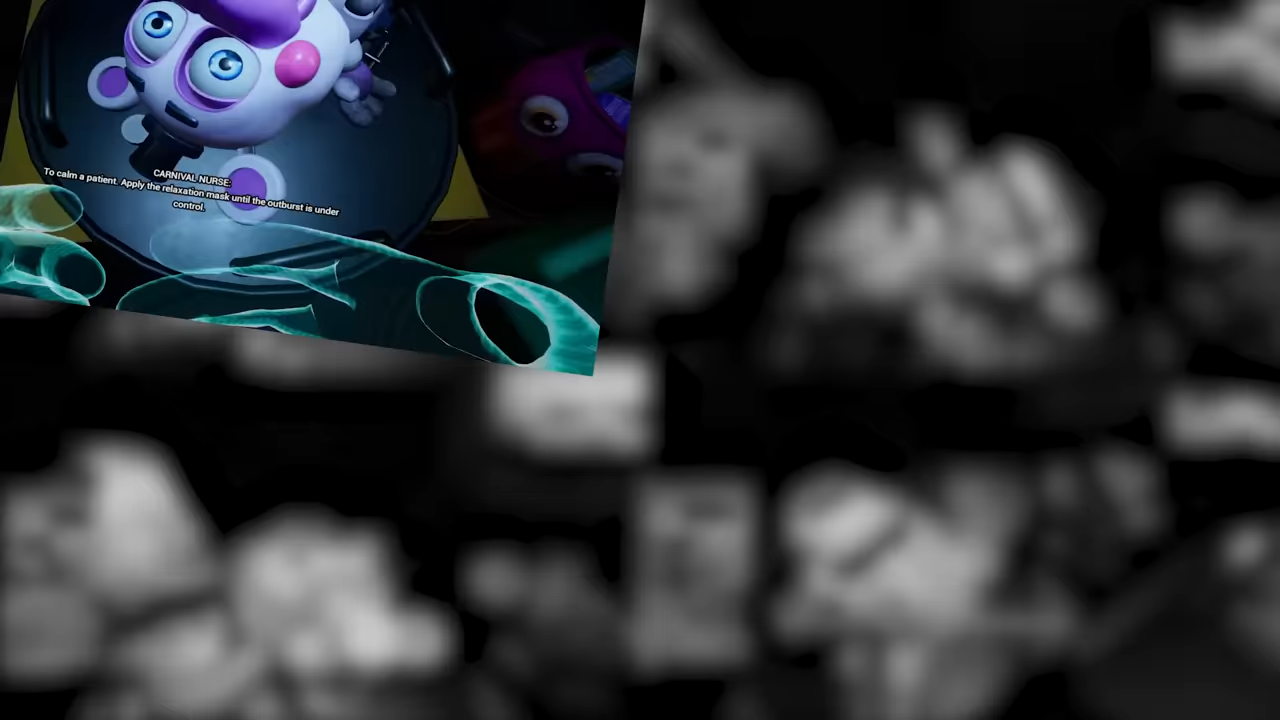 CARNIVAL NURSE:
To calm a patient. Apply the relaxation mask until the outburst is under
control.